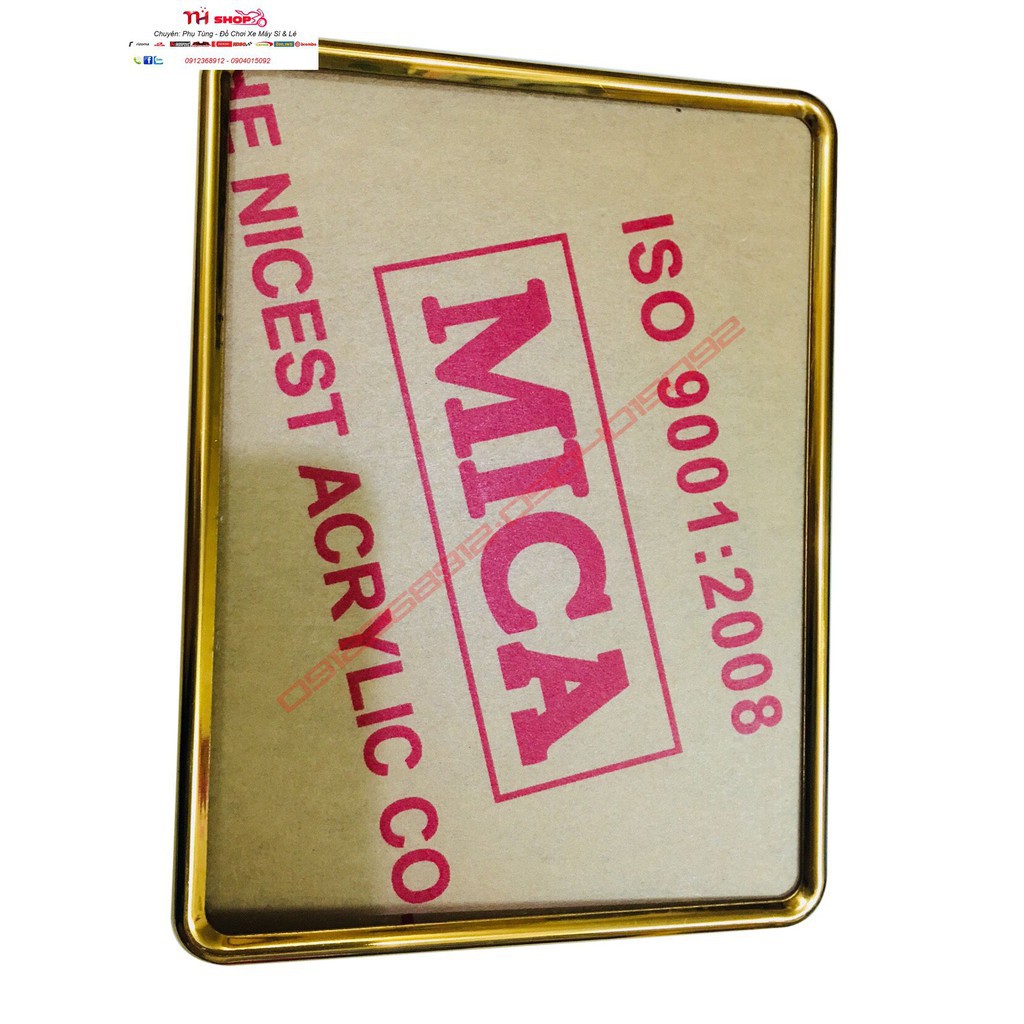 TH SHOP
Chuyên: Phụ Tùng - Đồ Chơi Xe Máy Sỉ & Lẻ
0912368912 - 0904015092
ISO 9001:2008
MICA
HE NICEST ACRYLIC CO